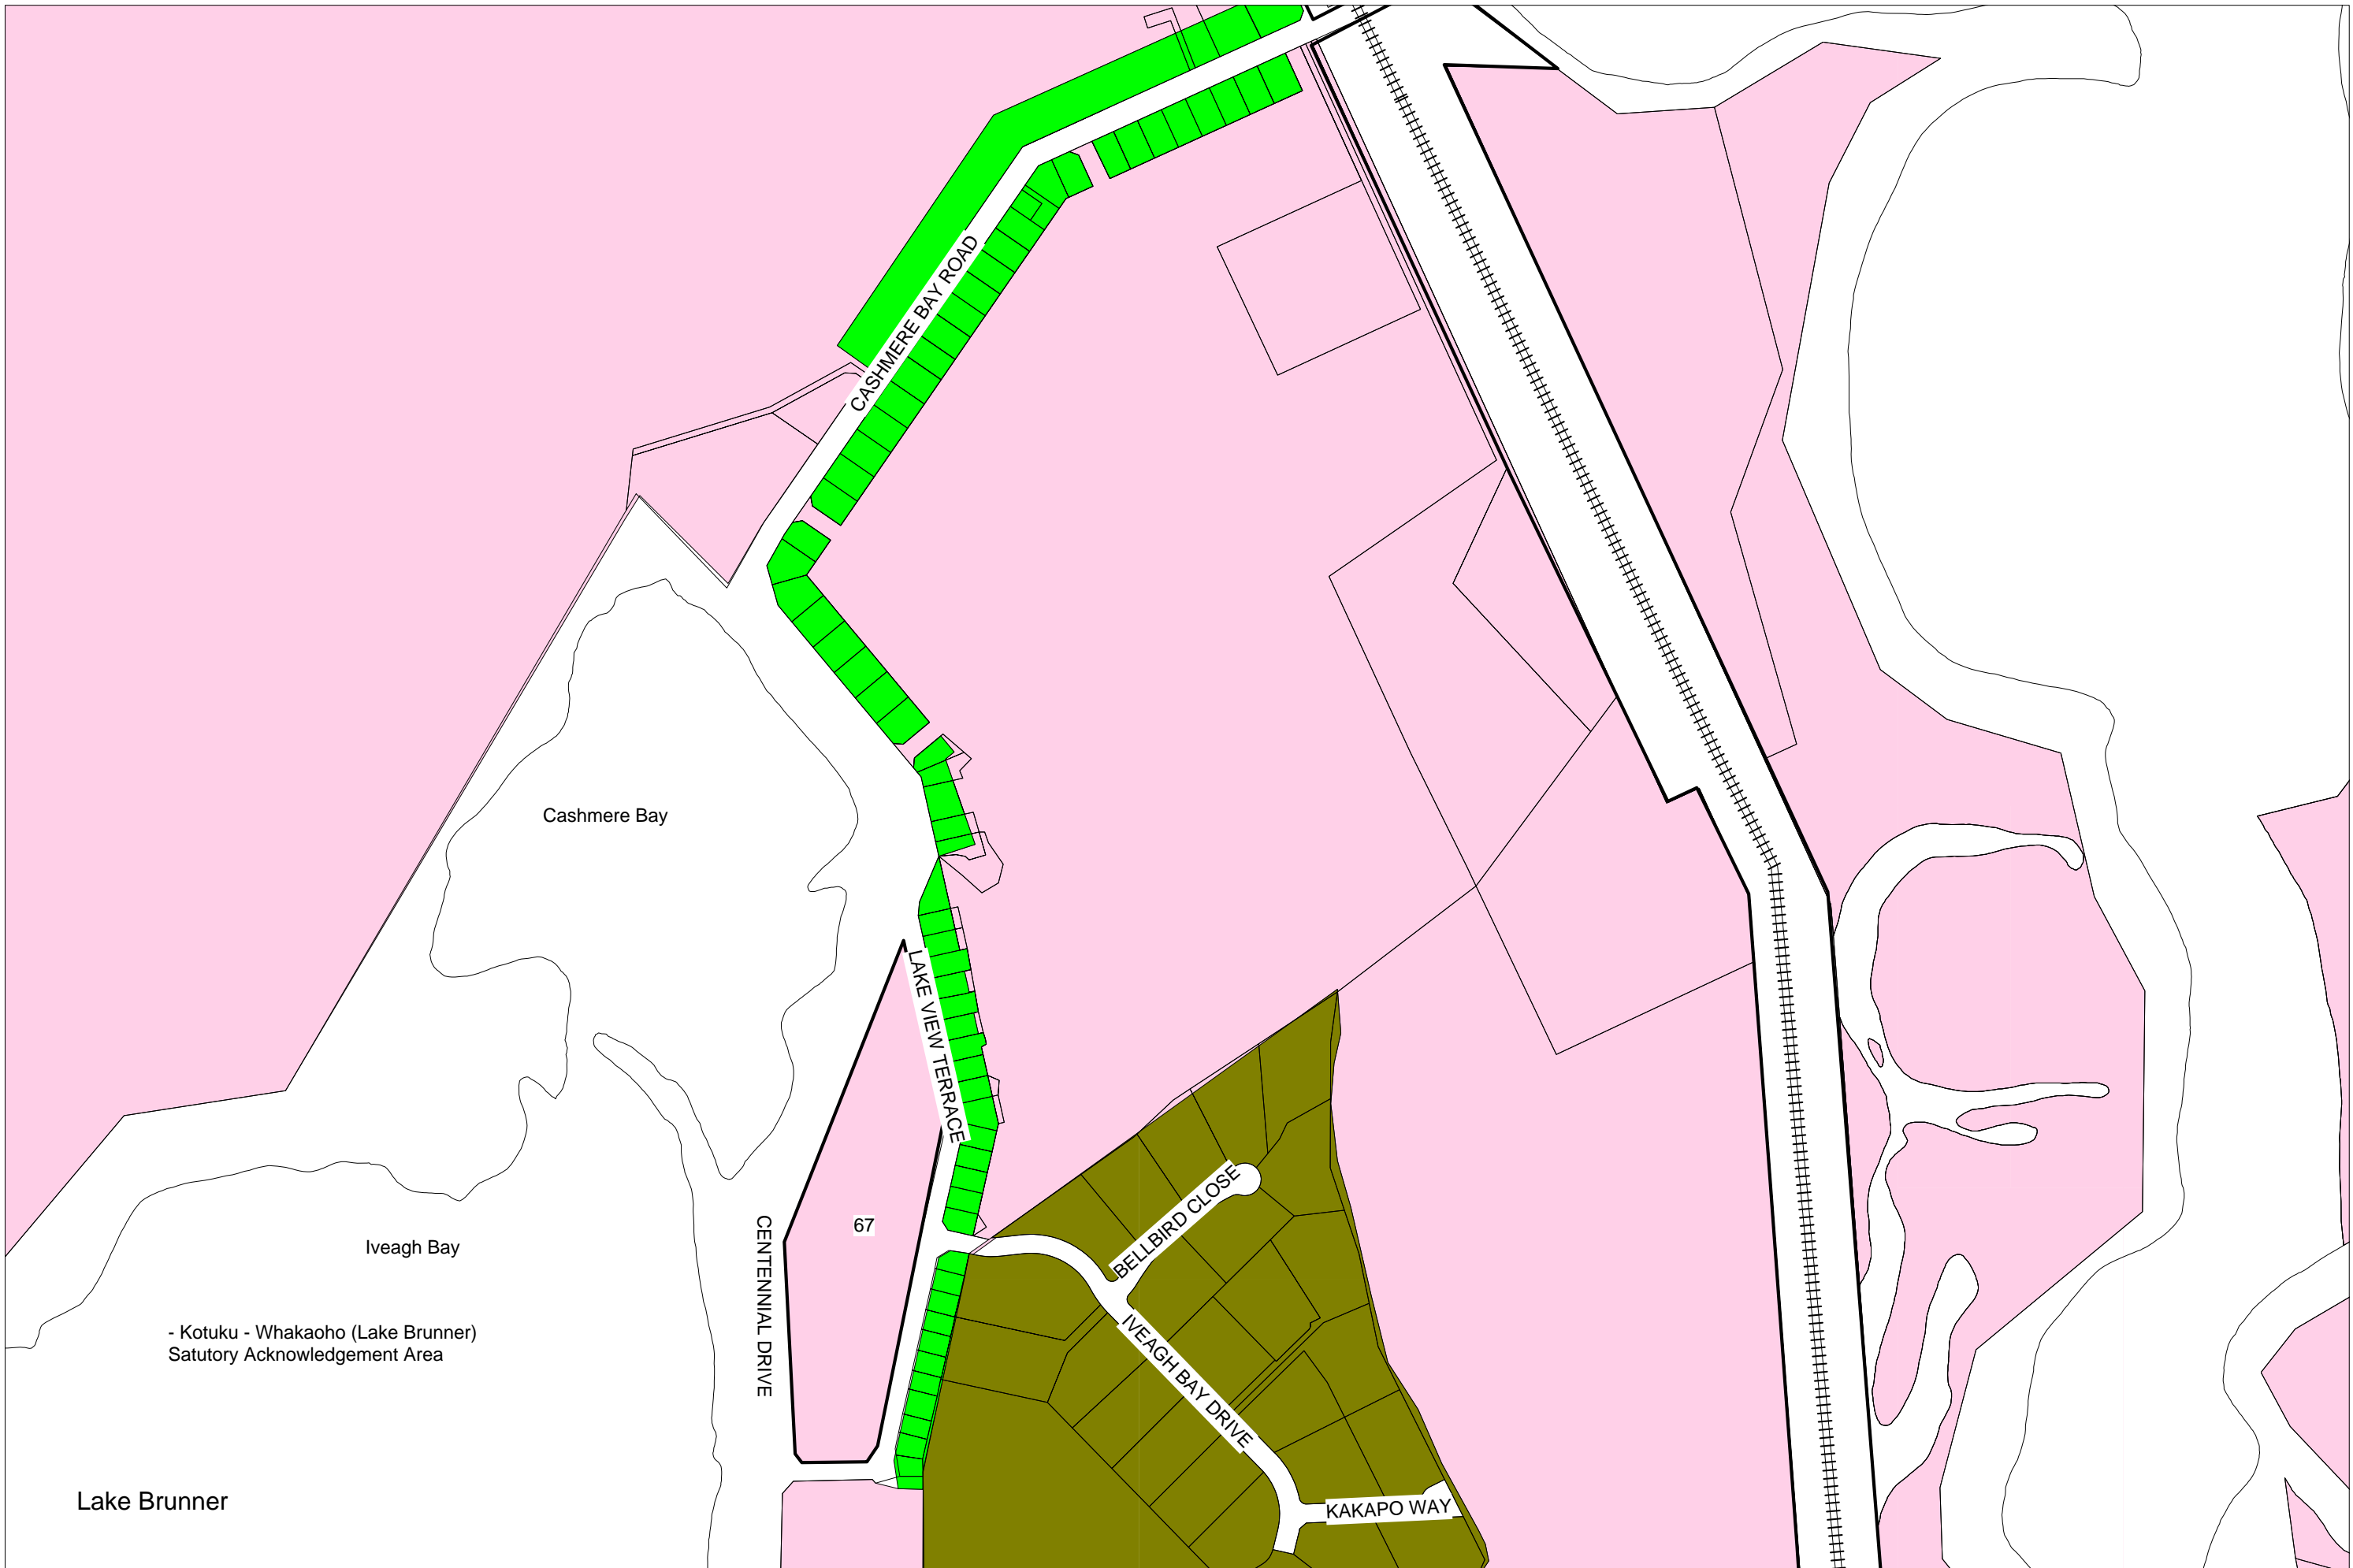 CASHMERE BAY ROAD
Cashmere Bay
LAKE VIEW TERRACE
BELLBIRD CLOSE
67
Iveagh Bay
CENTENNIAL DRIVE
- Kotuku - Whakaoho (Lake Brunner)
Satutory Acknowledgement Area
IVEAGH BAY DRIVE
Lake Brunner
KAKAPO WAY